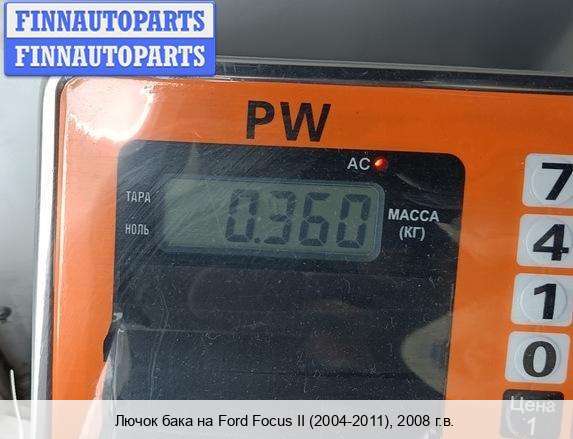 FINNAUTOPARTS
FINNAUTOPARTS
PW
AC
ТАРА
НОЛЬ
0.360
МАССА
(КГ)
7
4
1
0
Цена
1
Лючок бака на Ford Focus II (2004-2011), 2008 г.в.